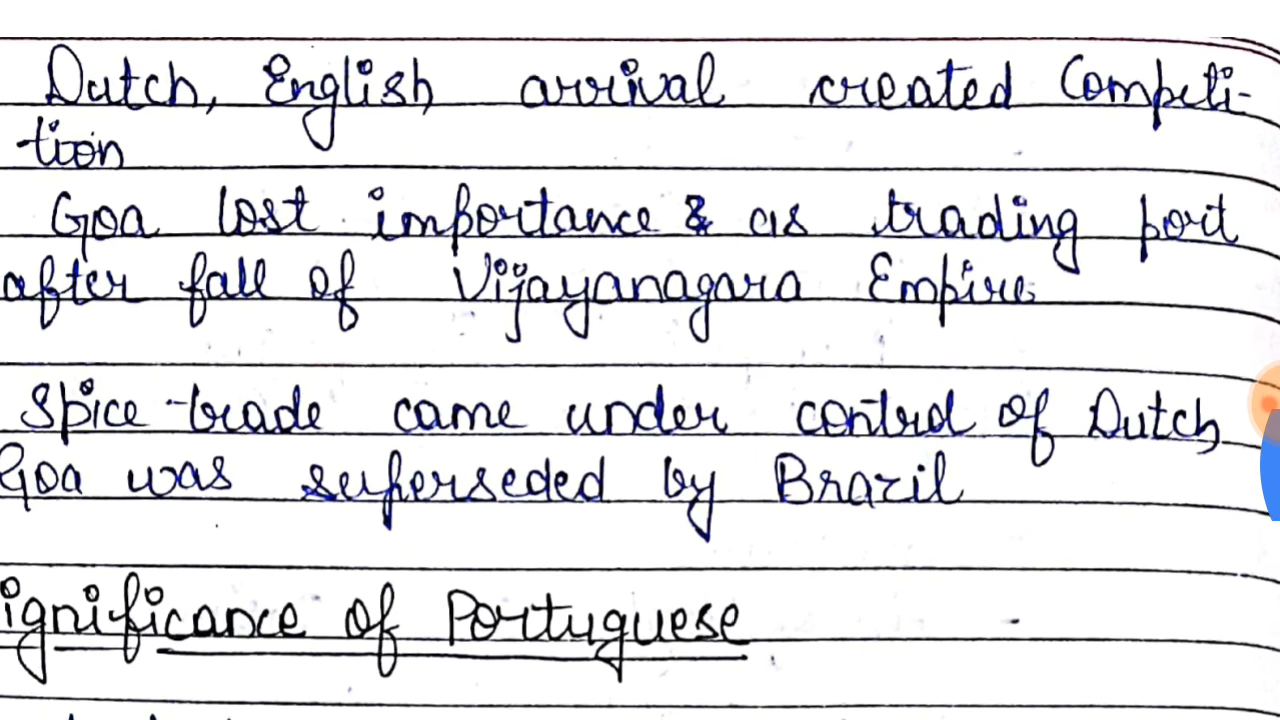 Dutch, English arrival created Competi-
tion
Goa lost importance & as trading port
after fall of Vijayanagara Empire.
Spice trade came under control of Dutch
Goa was superseded by Brazil
ignificance of Portuguese